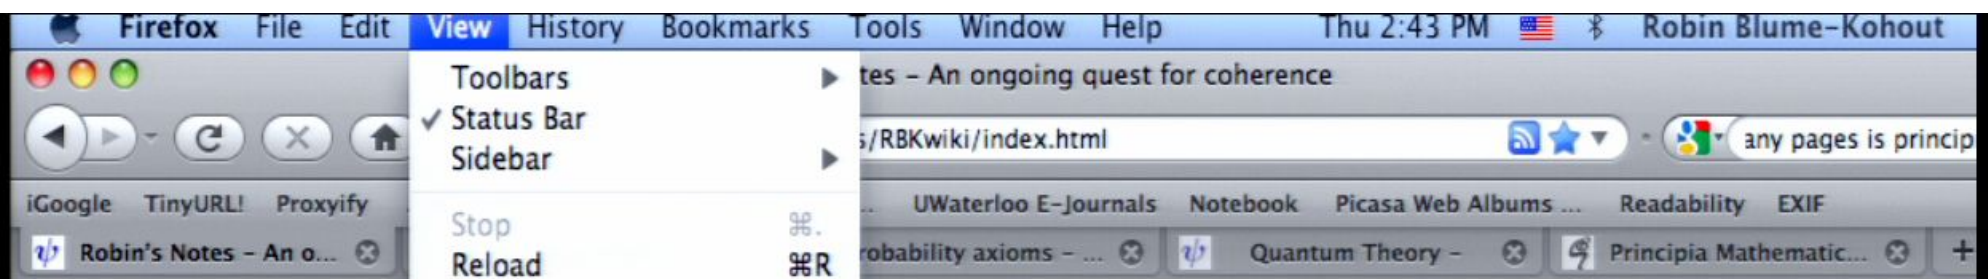 Firefox File Edit View History Bookmarks Tools Window Help Thu 2:43 PM Robin Blume-Kohout
Toolbars
tes – An ongoing quest for coherence
✓ Status Bar
s/RBKwiki/index.html any pages is princip
Sidebar
iGoogle TinyURL! Proxyify .. UWaterloo E-Journals Notebook Picasa Web Albums ... Readability EXIF
Stop ⌘.
Robin's Notes – An o... robability axioms – ... Quantum Theory – Principia Mathematic... +
Reload ⌘R